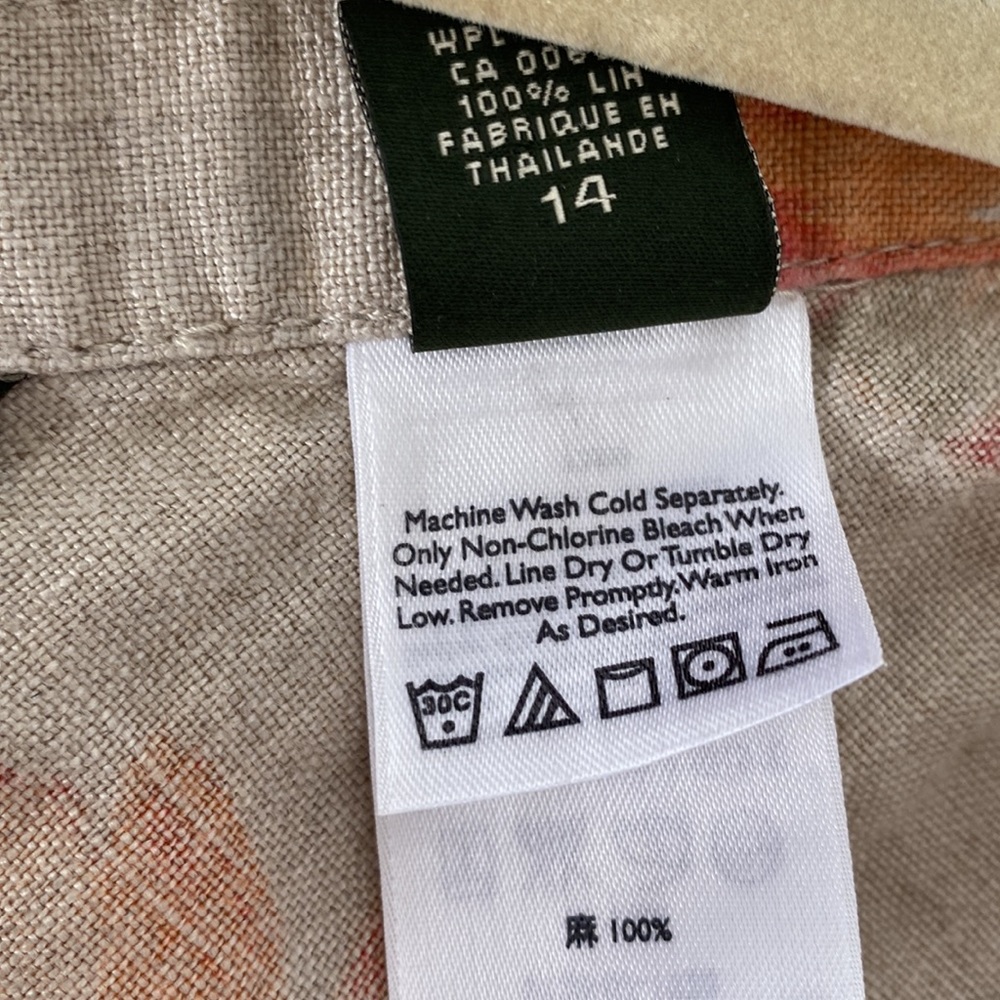 WPL
CA 00
100% LIN
FABRIQUE EN
THAILANDE
14
Machine Wash Cold Separately.
Only Non-Chlorine Bleach When
Needed. Line Dry Or Tumble Dry
Low. Remove Promptly. Warm Iron
As Desired.
30C
麻 100%